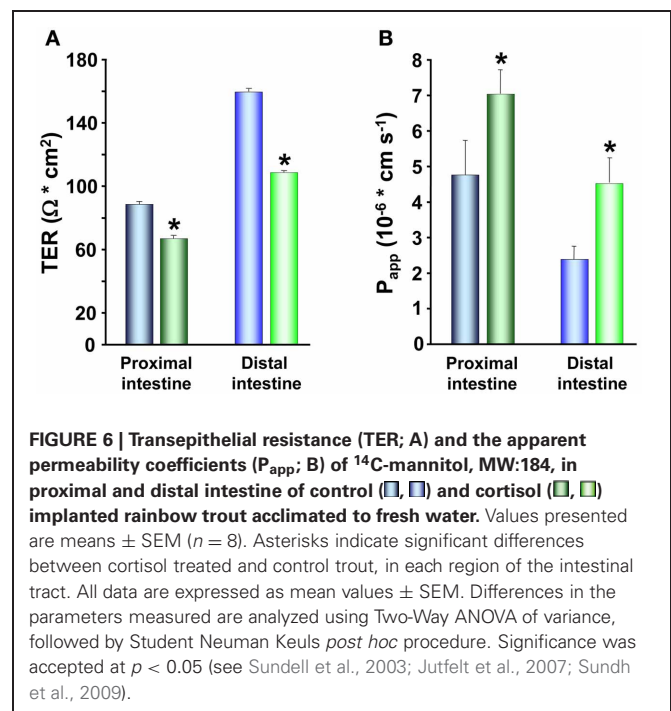 A
B
180
160
140
100
60
20
0
TER (Ω * cm²)
*
*
Proximal
intestine
Distal
intestine
8
7
6
5
4
3
2
1
0
Papp (10⁻⁶ * cm s⁻¹)
*
*
Proximal
intestine
Distal
intestine
FIGURE 6 | Transepithelial resistance (TER; A) and the apparent
permeability coefficients (Papp; B) of ¹⁴C-mannitol, MW:184, in
proximal and distal intestine of control (■, ■) and cortisol (■, ■)
implanted rainbow trout acclimated to fresh water. Values presented
are means ± SEM (n = 8). Asterisks indicate significant differences
between cortisol treated and control trout, in each region of the intestinal
tract. All data are expressed as mean values ± SEM. Differences in the
parameters measured are analyzed using Two-Way ANOVA of variance,
followed by Student Neuman Keuls post hoc procedure. Significance was
accepted at p < 0.05 (see Sundell et al., 2003; Jutfelt et al., 2007; Sundh
et al., 2009).